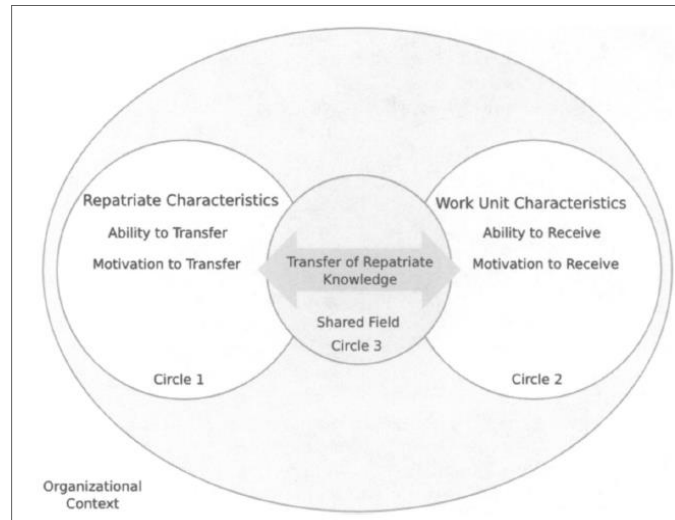 Repatriate Characteristics
Ability to Transfer
Motivation to Transfer
Circle 1
Transfer of Repatriate
Knowledge
Shared Field
Circle 3
Work Unit Characteristics
Ability to Receive
Motivation to Receive
Circle 2
Organizational
Context